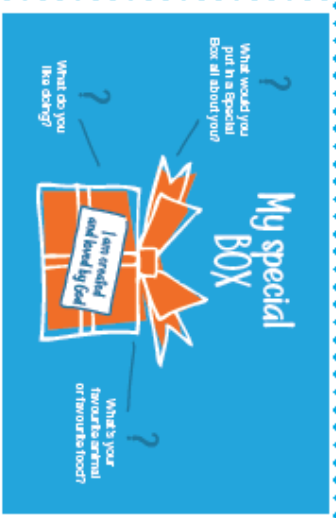 My special
BOX
?
What would you
put in a Special
Box all about you?
?
What do you
like doing?
I am created
and loved by God
?
What's your
favourite animal
or favourite food?